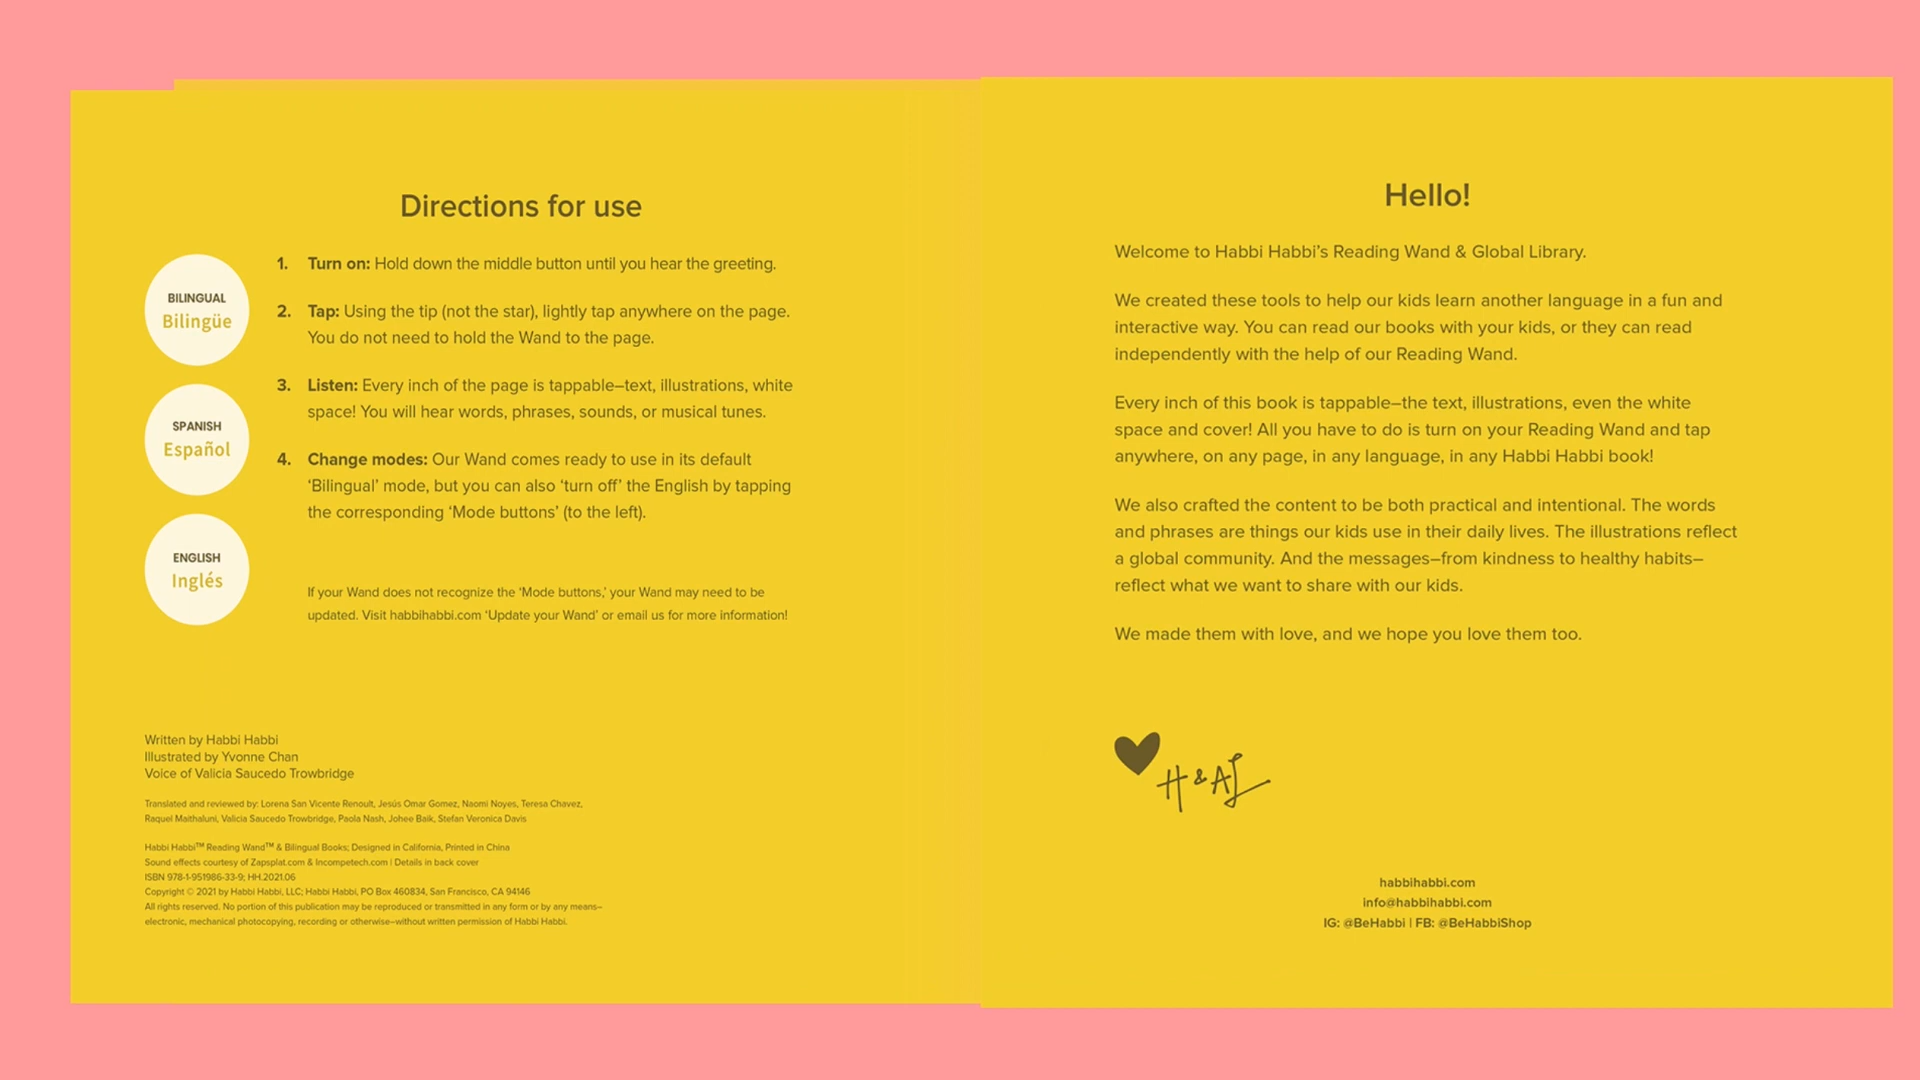 Directions for use
BILINGUAL
Bilingüe
SPANISH
Español
ENGLISH
Inglés
1. Turn on: Hold down the middle button until you hear the greeting.
2. Tap: Using the tip (not the star), lightly tap anywhere on the page.
You do not need to hold the Wand to the page.
3. Listen: Every inch of the page is tappable–text, illustrations, white
space! You will hear words, phrases, sounds, or musical tunes.
4. Change modes: Our Wand comes ready to use in its default
‘Bilingual’ mode, but you can also ‘turn off’ the English by tapping
the corresponding ‘Mode buttons’ (to the left).
If your Wand does not recognize the ‘Mode buttons,’ your Wand may need to be
updated. Visit habbihabbi.com ‘Update your Wand’ or email us for more information!
Written by Habbi Habbi
Illustrated by Yvonne Chan
Voice of Valicia Saucedo Trowbridge
Translated and reviewed by: Lorena San Vicente Renoult, Jesús Omar Gomez, Naomi Noyes, Teresa Chavez,
Raquel Maithaluni, Valicia Saucedo Trowbridge, Paola Nash, Johee Baik, Stefan Veronica Davis
Habbi Habbi™ Reading Wand™ & Bilingual Books; Designed in California, Printed in China
Sound effects courtesy of Zapsplat.com & Incompetech.com | Details in back cover
ISBN 978-1-951986-33-9; HH.2021.06
Copyright © 2021 by Habbi Habbi, LLC; Habbi Habbi, PO Box 460834, San Francisco, CA 94146
All rights reserved. No portion of this publication may be reproduced or transmitted in any form or by any means–
electronic, mechanical photocopying, recording or otherwise–without written permission of Habbi Habbi.
Hello!
Welcome to Habbi Habbi’s Reading Wand & Global Library.
We created these tools to help our kids learn another language in a fun and
interactive way. You can read our books with your kids, or they can read
independently with the help of our Reading Wand.
Every inch of this book is tappable–the text, illustrations, even the white
space and cover! All you have to do is turn on your Reading Wand and tap
anywhere, on any page, in any language, in any Habbi Habbi book!
We also crafted the content to be both practical and intentional. The words
and phrases are things our kids use in their daily lives. The illustrations reflect
a global community. And the messages–from kindness to healthy habits–
reflect what we want to share with our kids.
We made them with love, and we hope you love them too.
H & AL
habbihabbi.com
info@habbihabbi.com
IG: @BeHabbi | FB: @BeHabbiShop